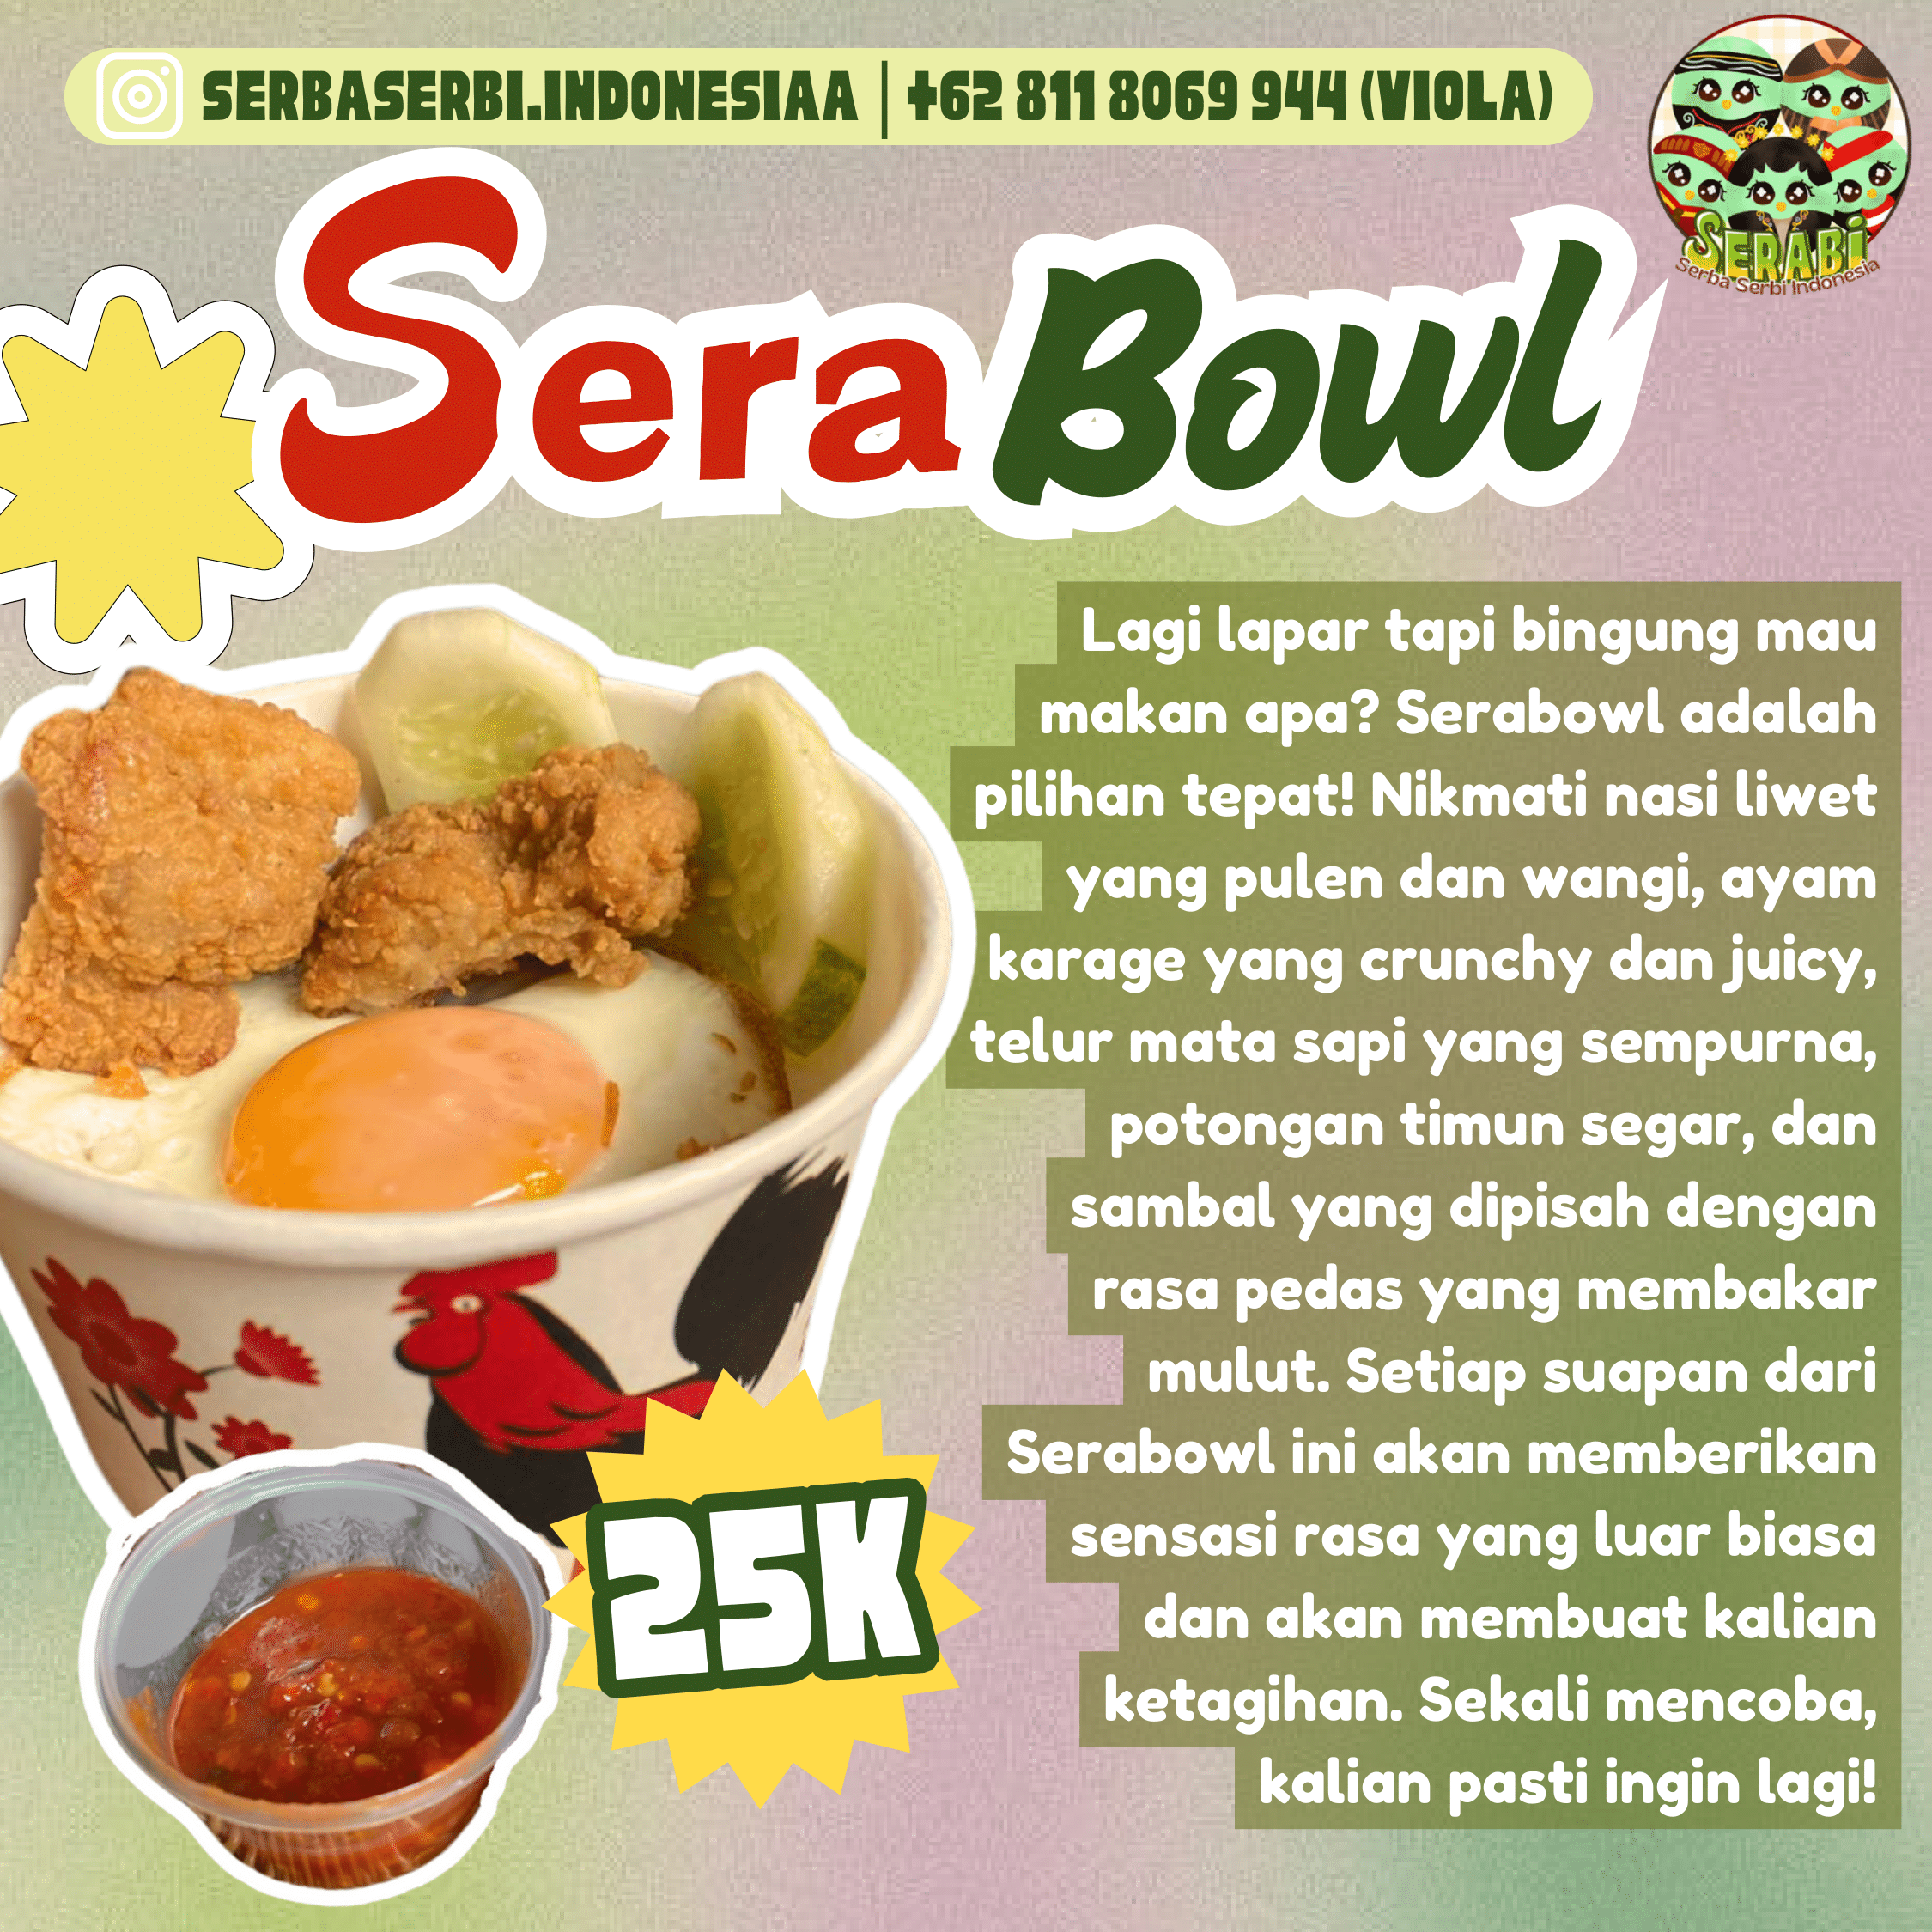 SERBASERBI.INDONESIAA | +62 811 8069 944 (VIOLA)
SERABI
Serba Serbi Indonesia
Sera Bowl
Lagi lapar tapi bingung mau
makan apa? Serabowl adalah
pilihan tepat! Nikmati nasi liwet
yang pulen dan wangi, ayam
karage yang crunchy dan juicy,
telur mata sapi yang sempurna,
potongan timun segar, dan
sambal yang dipisah dengan
rasa pedas yang membakar
mulut. Setiap suapan dari
Serabowl ini akan memberikan
sensasi rasa yang luar biasa
dan akan membuat kalian
ketagihan. Sekali mencoba,
kalian pasti ingin lagi!
25K